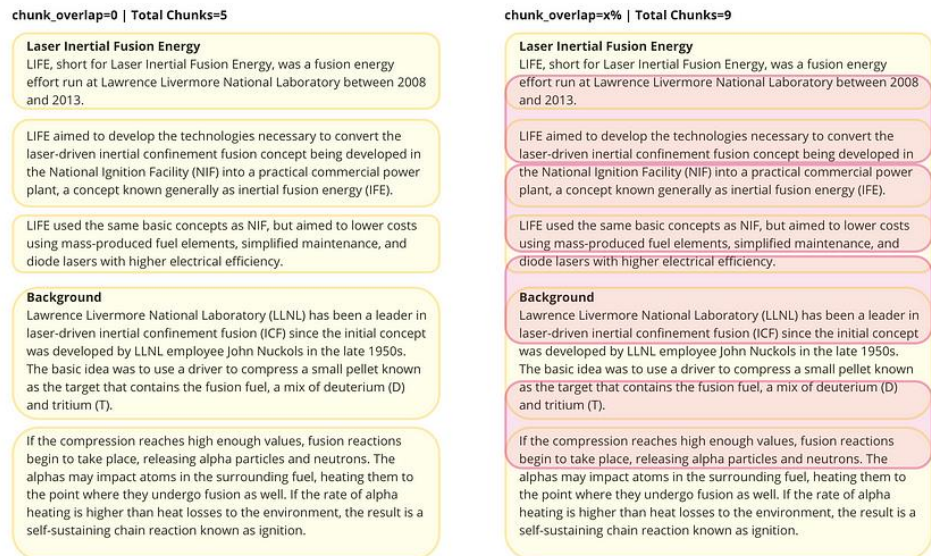 chunk_overlap=0 | Total Chunks=5
Laser Inertial Fusion Energy
LIFE, short for Laser Inertial Fusion Energy, was a fusion energy
effort run at Lawrence Livermore National Laboratory between 2008
and 2013.
LIFE aimed to develop the technologies necessary to convert the
laser-driven inertial confinement fusion concept being developed in
the National Ignition Facility (NIF) into a practical commercial power
plant, a concept known generally as inertial fusion energy (IFE).
LIFE used the same basic concepts as NIF, but aimed to lower costs
using mass-produced fuel elements, simplified maintenance, and
diode lasers with higher electrical efficiency.
Background
Lawrence Livermore National Laboratory (LLNL) has been a leader in
laser-driven inertial confinement fusion (ICF) since the initial concept
was developed by LLNL employee John Nuckols in the late 1950s.
The basic idea was to use a driver to compress a small pellet known
as the target that contains the fusion fuel, a mix of deuterium (D)
and tritium (T).
If the compression reaches high enough values, fusion reactions
begin to take place, releasing alpha particles and neutrons. The
alphas may impact atoms in the surrounding fuel, heating them to
the point where they undergo fusion as well. If the rate of alpha
heating is higher than heat losses to the environment, the result is a
self-sustaining chain reaction known as ignition.
chunk_overlap=x% | Total Chunks=9
Laser Inertial Fusion Energy
LIFE, short for Laser Inertial Fusion Energy, was a fusion energy
effort run at Lawrence Livermore National Laboratory between 2008
and 2013.
LIFE aimed to develop the technologies necessary to convert the
laser-driven inertial confinement fusion concept being developed in
the National Ignition Facility (NIF) into a practical commercial power
plant, a concept known generally as inertial fusion energy (IFE).
LIFE used the same basic concepts as NIF, but aimed to lower costs
using mass-produced fuel elements, simplified maintenance, and
diode lasers with higher electrical efficiency.
Background
Lawrence Livermore National Laboratory (LLNL) has been a leader in
laser-driven inertial confinement fusion (ICF) since the initial concept
was developed by LLNL employee John Nuckols in the late 1950s.
The basic idea was to use a driver to compress a small pellet known
as the target that contains the fusion fuel, a mix of deuterium (D)
and tritium (T).
If the compression reaches high enough values, fusion reactions
begin to take place, releasing alpha particles and neutrons. The
alphas may impact atoms in the surrounding fuel, heating them to
the point where they undergo fusion as well. If the rate of alpha
heating is higher than heat losses to the environment, the result is a
self-sustaining chain reaction known as ignition.